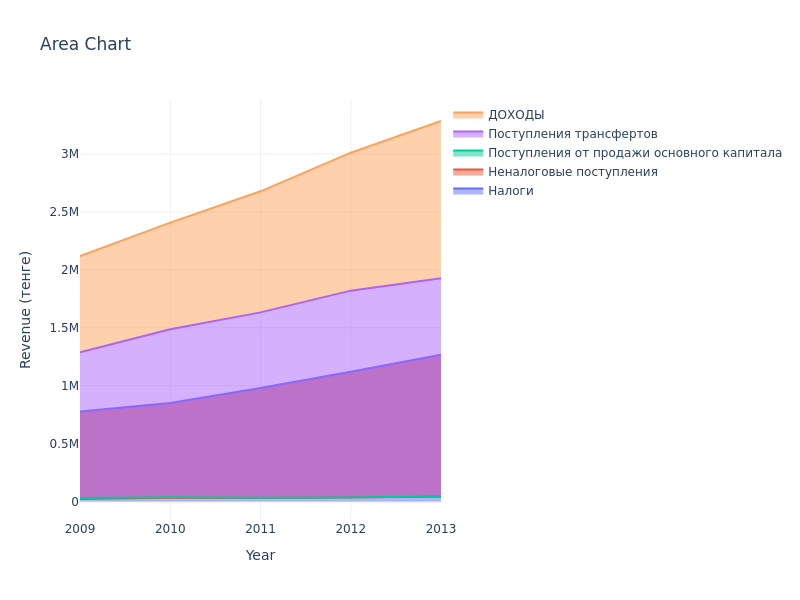 Area Chart
ДОХОДЫ
Поступления трансфертов
Поступления от продажи основного капитала
Неналоговые поступления
Налоги
3M
2.5M
2M
1.5M
1M
0.5M
0
Revenue (тенге)
2009 2010 2011 2012 2013
Year